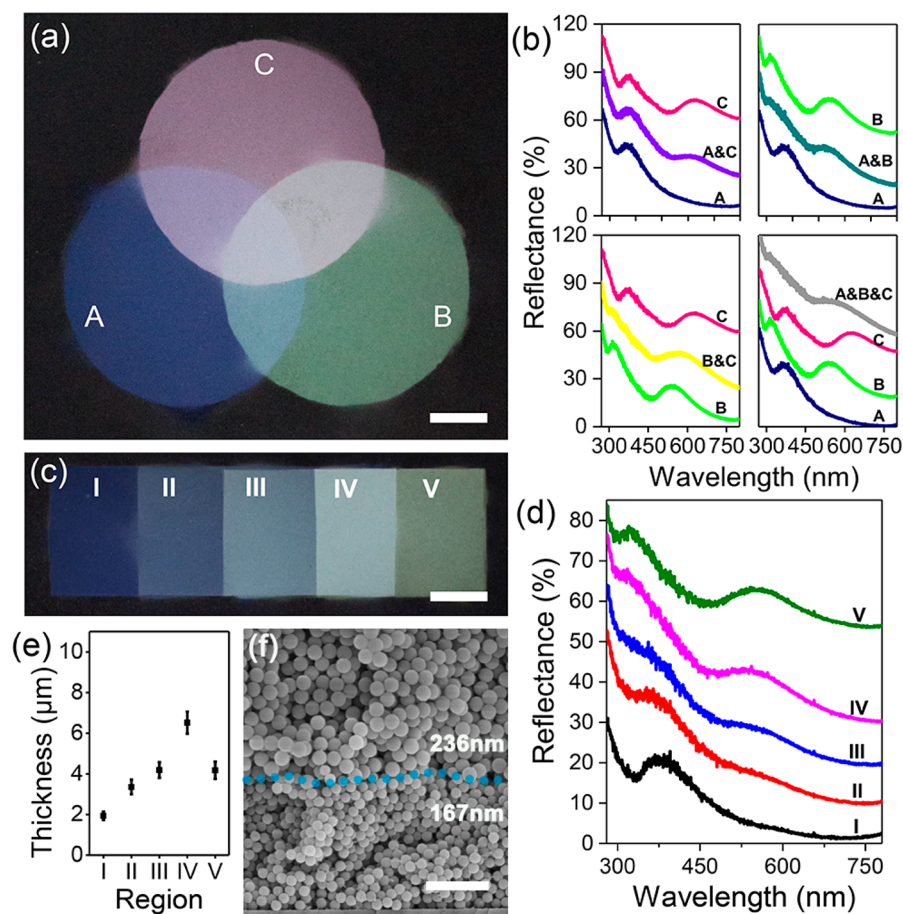 (a)
C
A
B
(b)
Reflectance (%)
120
90
60
30
0
C
A&C
A
B
A&B
A
120
90
60
30
0
C
B&C
B
A&B&C
C
B
A
300 450 600 750
300 450 600 750
Wavelength (nm)
(c)
I II III IV V
(d)
Reflectance (%)
80
70
60
50
40
30
20
10
0
V
IV
III
II
I
300 450 600 750
Wavelength (nm)
(e)
Thickness (μm)
10
8
6
4
2
0
I II III IV V
Region
(f)
236nm
167nm